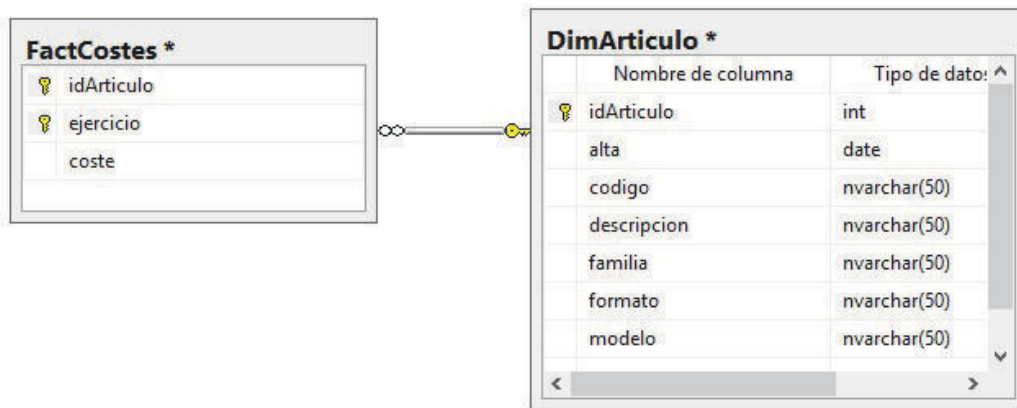 FactCostes *
idArticulo
ejercicio
coste
DimArticulo *
Nombre de columna Tipo de datos
idArticulo int
alta date
codigo nvarchar(50)
descripcion nvarchar(50)
familia nvarchar(50)
formato nvarchar(50)
modelo nvarchar(50)